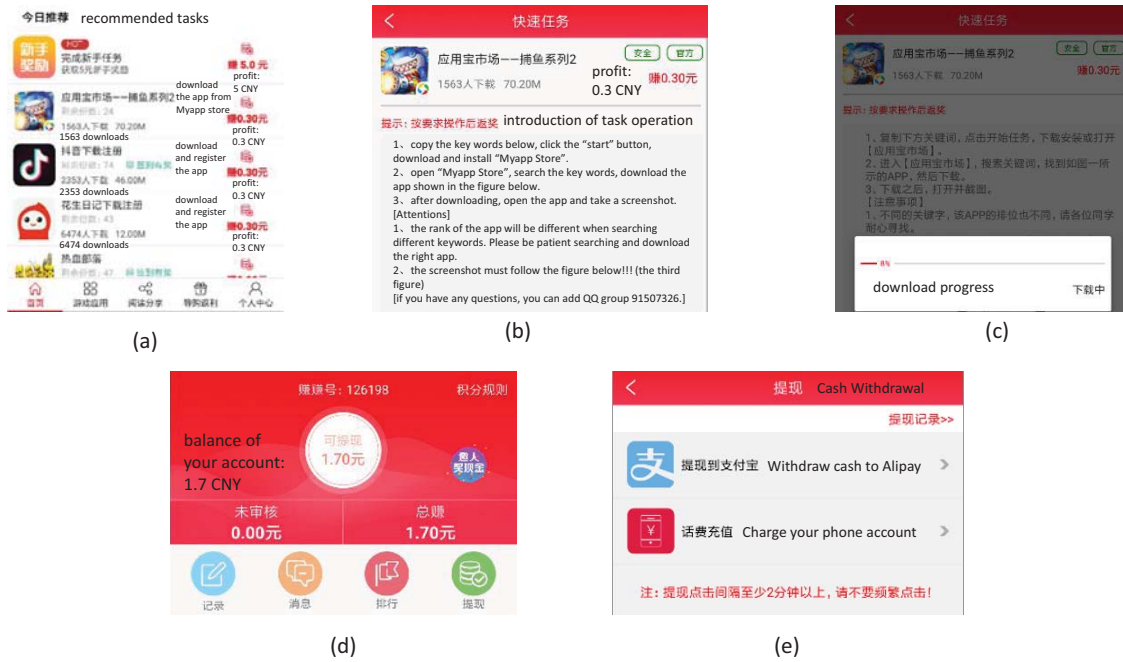 今日推荐 recommended tasks
新手
奖励
HOT
完成新手任务
获取5元新手奖励
赚 5.0 元
profit:
5 CNY
应用宝市场——捕鱼系列2
download
the app from
Myapp store
1563人下载 70.20M
1563 downloads
赚0.30元
profit:
0.3 CNY
抖音下载注册
download
and register
the app
2353人下载 46.00M
2353 downloads
赚0.30元
profit:
0.3 CNY
花生日记下载注册
download
and register
the app
6474人下载 12.00M
6474 downloads
赚0.30元
profit:
0.3 CNY
热血部落
首页 游戏应用 阅读分享 导购返利 个人中心
(a)
快速任务
应用宝市场——捕鱼系列2
安全 官方
1563人下载 70.20M
profit:
0.3 CNY
赚0.30元
提示：按要求操作后返奖 introduction of task operation
1、copy the key words below, click the “start” button,
download and install “Myapp Store”.
2、open “Myapp Store”, search the key words, download the
app shown in the figure below.
3、after downloading, open the app and take a screenshot.
[Attentions]
1、the rank of the app will be different when searching
different keywords. Please be patient searching and download
the right app.
2、the screenshot must follow the figure below!!! (the third
figure)
[if you have any questions, you can add QQ group 91507326.]
(b)
快速任务
应用宝市场——捕鱼系列2
安全 官方
1563人下载 70.20M
赚0.30元
提示：按要求操作后返奖
1、复制下方关键词，点击开始任务，下载安装或打开
【应用宝市场】。
2、进入【应用宝市场】，搜素关键词，找到如图一所
示的APP，然后下载。
3、下载之后，打开并截图。
【注意事项】
1、不同的关键字，该APP的排位也不同，请各位同学
耐心寻找。
8%
download progress
下载中
(c)
赚赚号：126198
积分规则
balance of
your account:
1.7 CNY
可提现
1.70元
邀人
奖现金
未审核
0.00元
总赚
1.70元
记录 消息 排行 提现
(d)
提现 Cash Withdrawal
提现记录>>
支
提现到支付宝 Withdraw cash to Alipay
话费充值 Charge your phone account
注：提现点击间隔至少2分钟以上，请不要频繁点击！
(e)